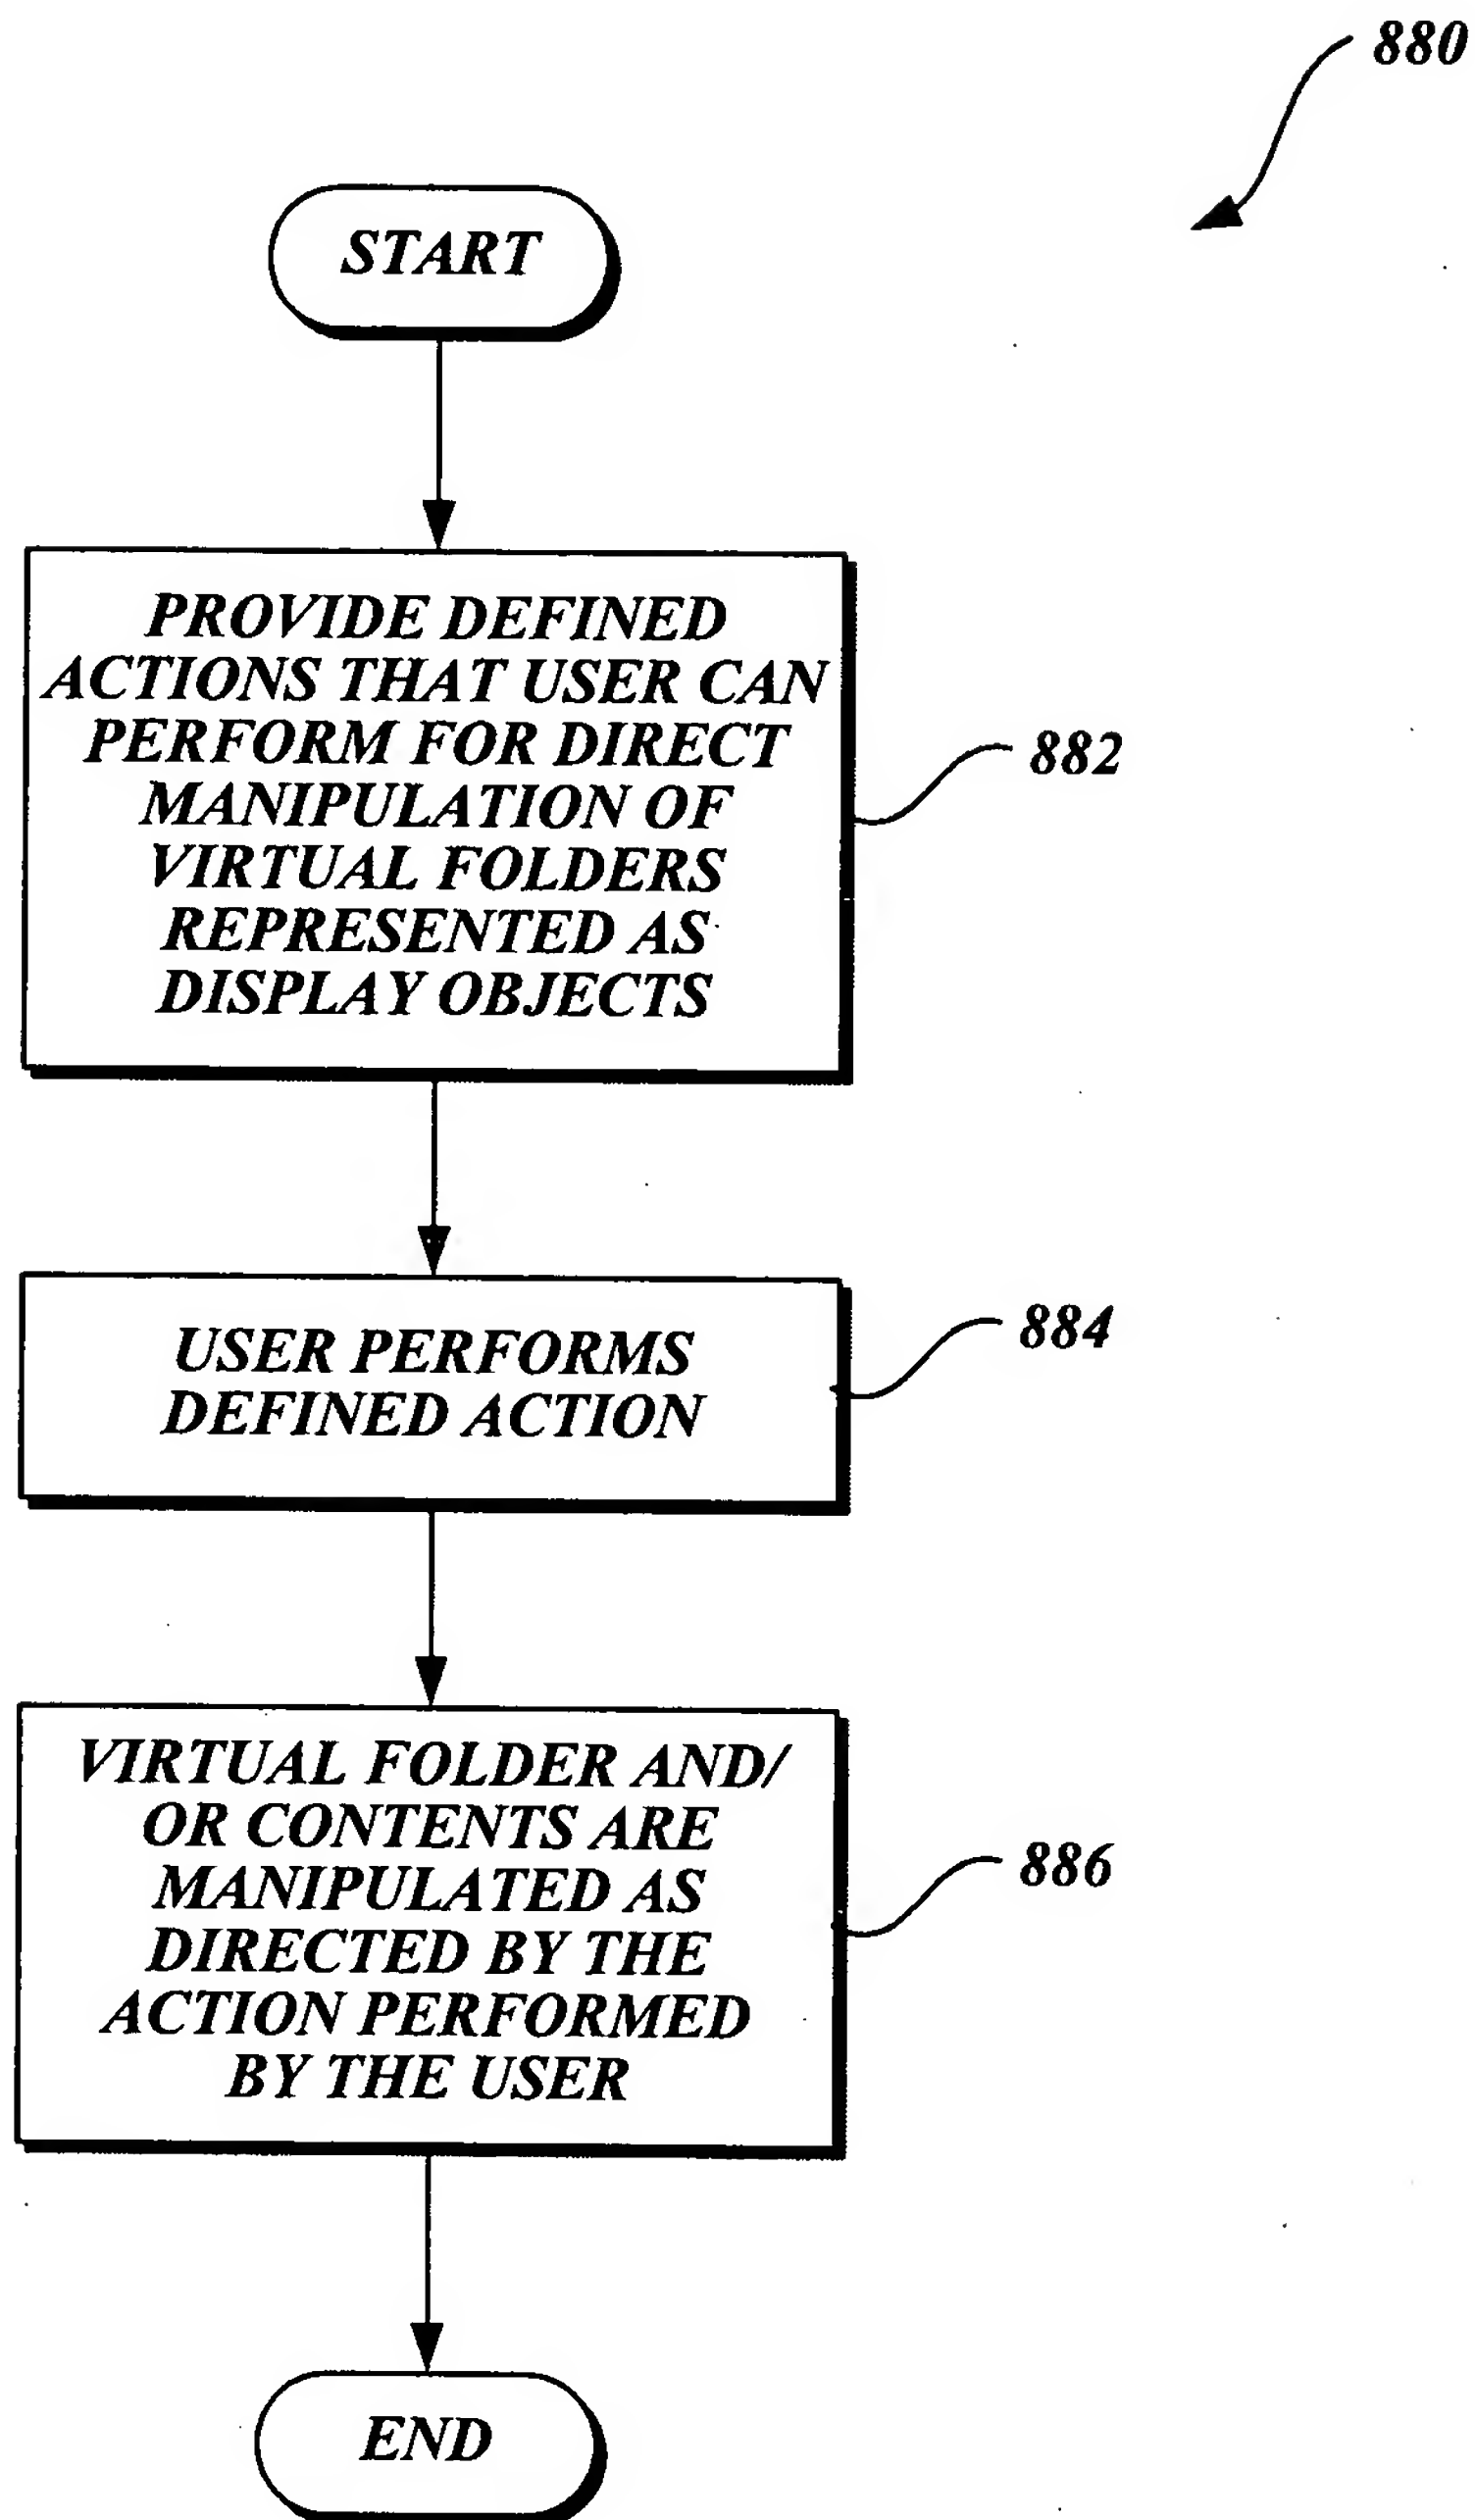 880
START
PROVIDE DEFINED
ACTIONS THAT USER CAN
PERFORM FOR DIRECT
MANIPULATION OF
VIRTUAL FOLDERS
REPRESENTED AS
DISPLAY OBJECTS
882
USER PERFORMS
DEFINED ACTION
884
VIRTUAL FOLDER AND/
OR CONTENTS ARE
MANIPULATED AS
DIRECTED BY THE
ACTION PERFORMED
BY THE USER
886
END